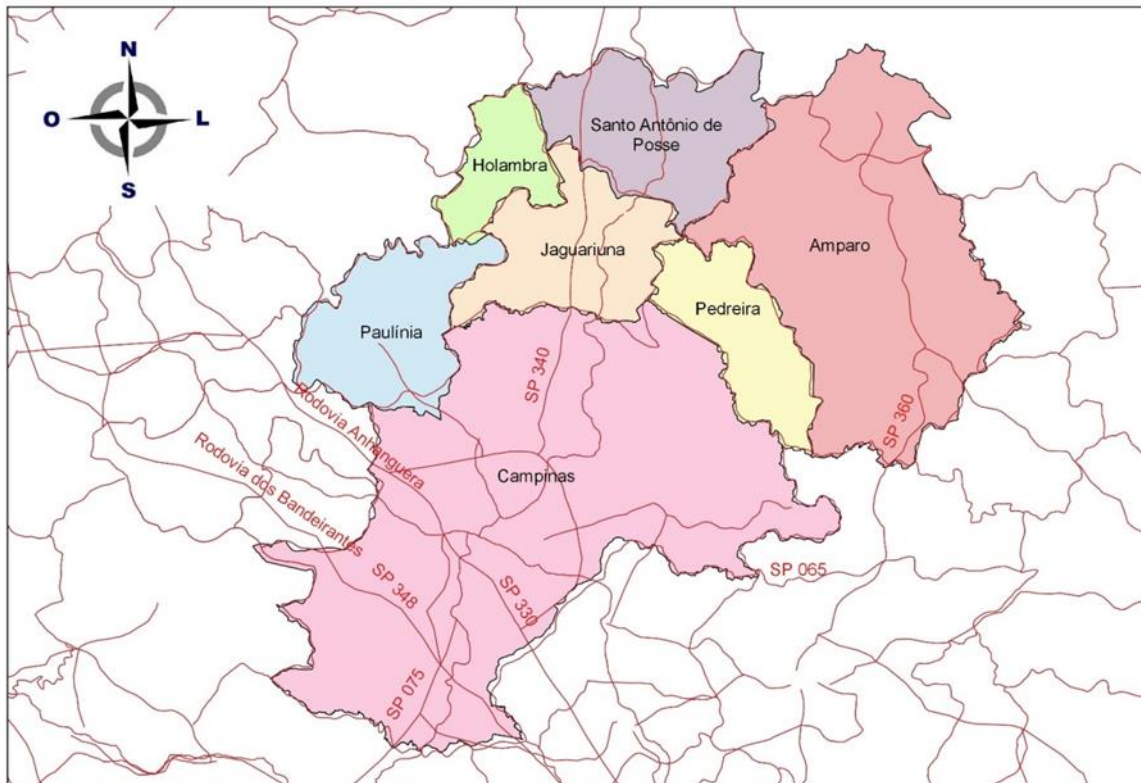 N
O
L
S
Santo Antônio de
Posse
Holambra
Jaguariuna
Amparo
Pedreira
Paulínia
SP 340
Rodovia Anhanguera
SP 360
Rodovia dos Bandeirantes
Campinas
SP 065
SP 348
SP 330
SP 075